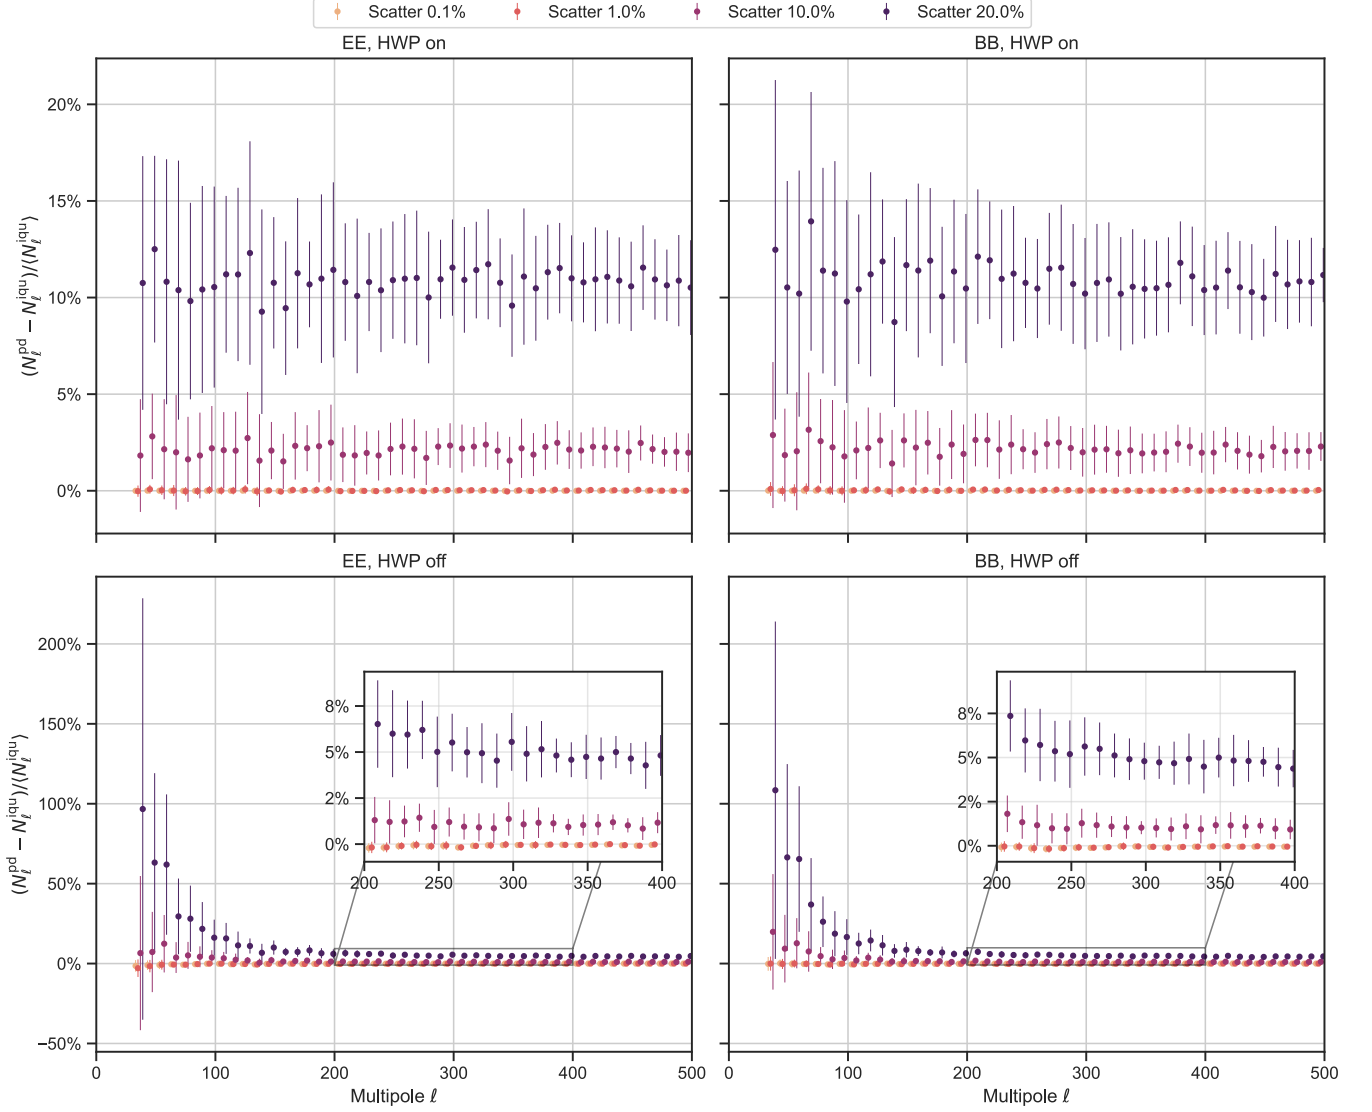 Scatter 0.1% Scatter 1.0% Scatter 10.0% Scatter 20.0%
EE, HWP on
BB, HWP on
20%
15%
10%
5%
0%
(N_ℓ^pd − N_ℓ^iqu)/⟨N_ℓ^iqu⟩
EE, HWP off
BB, HWP off
200%
150%
100%
50%
0%
−50%
(N_ℓ^pd − N_ℓ^iqu)/⟨N_ℓ^iqu⟩
8%
5%
2%
0%
200 250 300 350 400
8%
5%
2%
0%
200 250 300 350 400
0 100 200 300 400 500
0 100 200 300 400 500
Multipole ℓ
Multipole ℓ